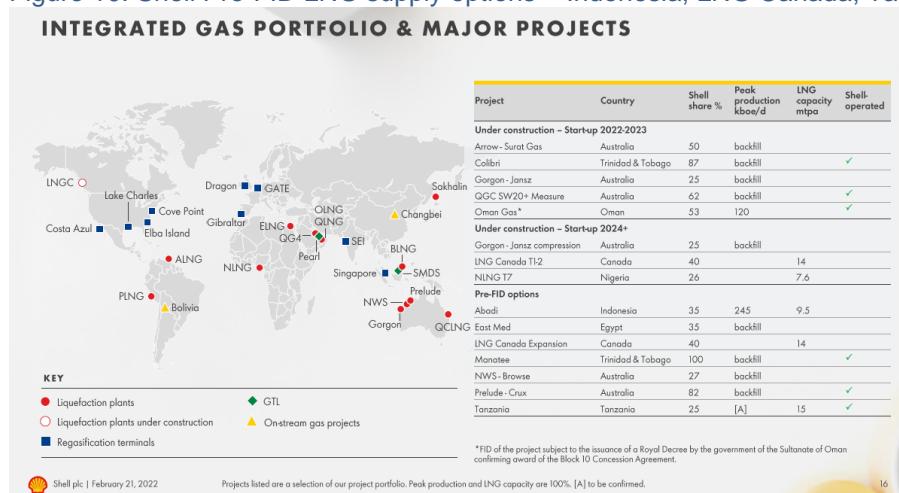 INTEGRATED GAS PORTFOLIO & MAJOR PROJECTS
LNGC
Lake Charles
Costa Azul
Cove Point
Elba Island
Dragon
GATE
Gibraltar
ELNG
OLNG
QLNG
QG4
Pearl
Sakhalin
Changbei
SEI
ALNG
NLNG
BLNG
Singapore
SMDS
PLNG
Bolivia
Prelude
NWS
Gorgon
QCLNG
KEY
Liquefaction plants
Liquefaction plants under construction
Regasification terminals
GTL
On-stream gas projects
Project Country Shell share % Peak production kboe/d LNG capacity mtpa Shell-operated
Under construction – Start-up 2022-2023
Arrow - Surat Gas Australia 50 backfill
Colibri Trinidad & Tobago 87 backfill ✓
Gorgon - Jansz Australia 25 backfill
QGC SW20+ Measure Australia 62 backfill ✓
Oman Gas* Oman 53 120 ✓
Under construction – Start-up 2024+
Gorgon - Jansz compression Australia 25 backfill
LNG Canada T1-2 Canada 40 14
NLNG T7 Nigeria 26 7.6
Pre-FID options
Abadi Indonesia 35 245 9.5
East Med Egypt 35 backfill
LNG Canada Expansion Canada 40 14
Manatee Trinidad & Tobago 100 backfill ✓
NWS - Browse Australia 27 backfill
Prelude - Crux Australia 82 backfill ✓
Tanzania Tanzania 25 [A] 15 ✓
*FID of the project subject to the issuance of a Royal Decree by the government of the Sultanate of Oman
confirming award of the Block 10 Concession Agreement.
Shell plc | February 21, 2022 Projects listed are a selection of our project portfolio. Peak production and LNG capacity are 100%. [A] to be confirmed. 16